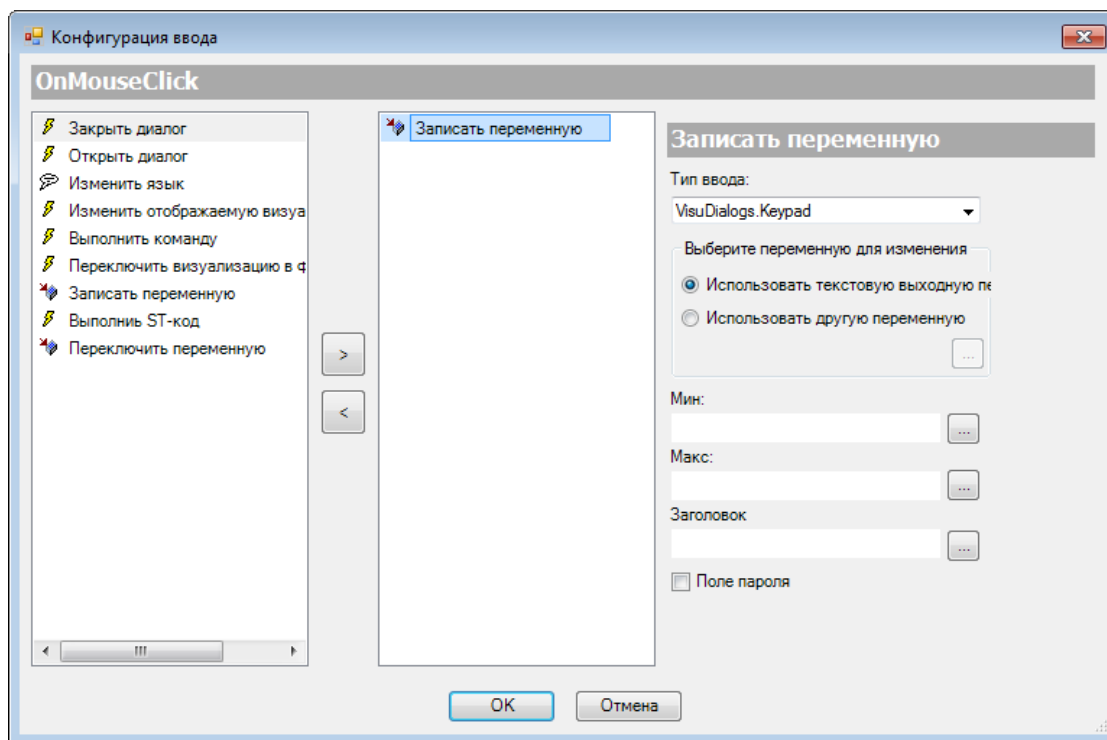 Конфигурация ввода
OnMouseClick
Закрыть диалог
Открыть диалог
Изменить язык
Изменить отображаемую визуа
Выполнить команду
Переключить визуализацию в ф
Записать переменную
Выполниь ST-код
Переключить переменную
>
<
Записать переменную
Записать переменную
Тип ввода:
VisuDialogs.Keypad
Выберите переменную для изменения
Использовать текстовую выходную пе
Использовать другую переменную
...
Мин:
...
Макс:
...
Заголовок
...
Поле пароля
OK
Отмена